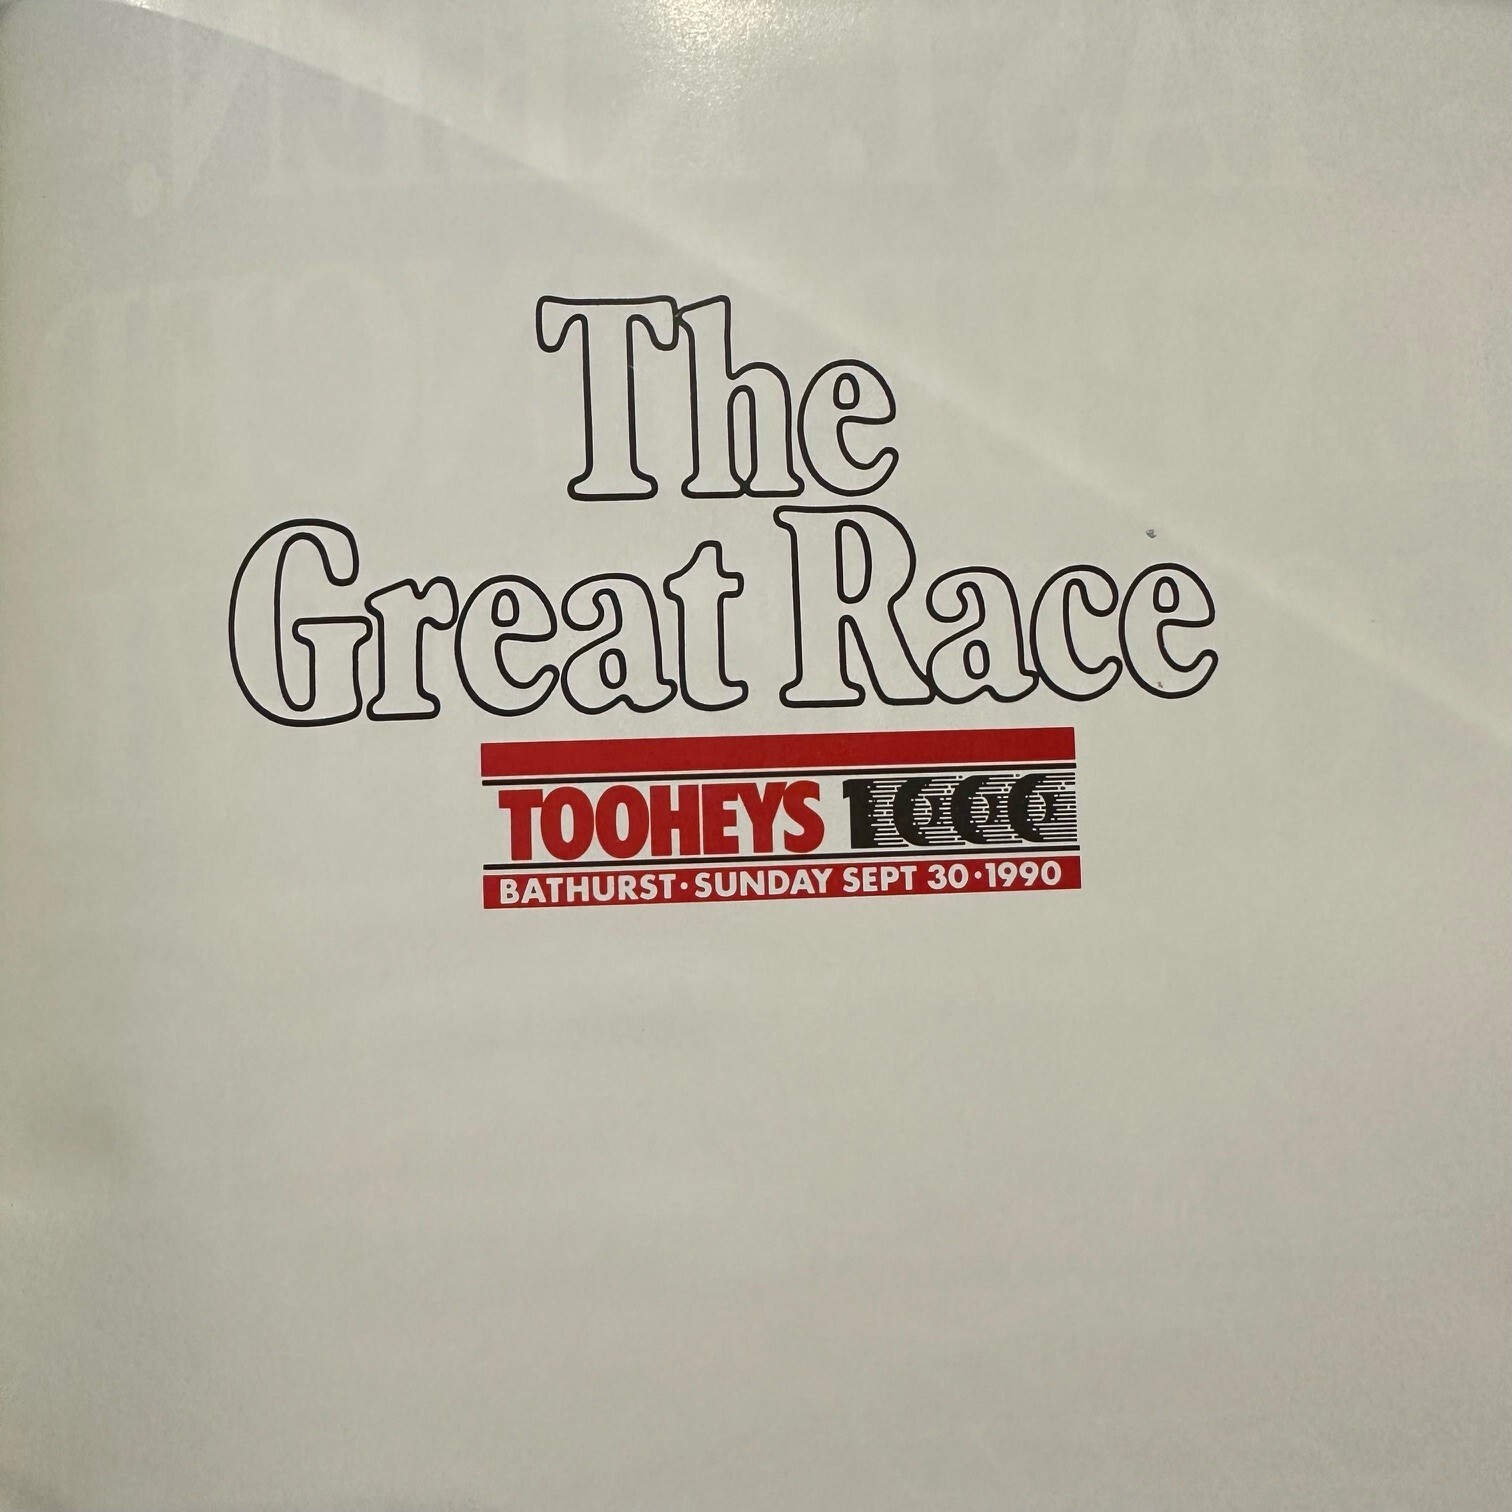 The
Great Race
TOOHEYS 1000
BATHURST·SUNDAY SEPT 30·1990